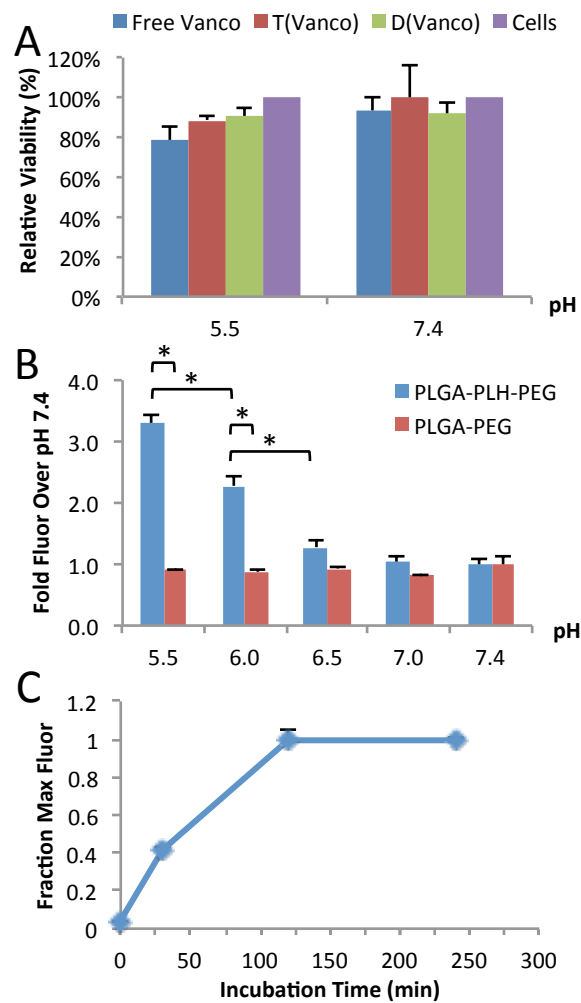 Free Vanco T(Vanco) D(Vanco) Cells
A
120%
100%
80%
60%
40%
20%
0%
Relative Viability (%)
5.5 7.4
pH
B
* * * *
4.0
3.0
2.0
1.0
0.0
Fold Fluor Over pH 7.4
PLGA-PLH-PEG
PLGA-PEG
5.5 6.0 6.5 7.0 7.4
pH
C
1.2
1
0.8
0.6
0.4
0.2
0
Fraction Max Fluor
0 50 100 150 200 250 300
Incubation Time (min)